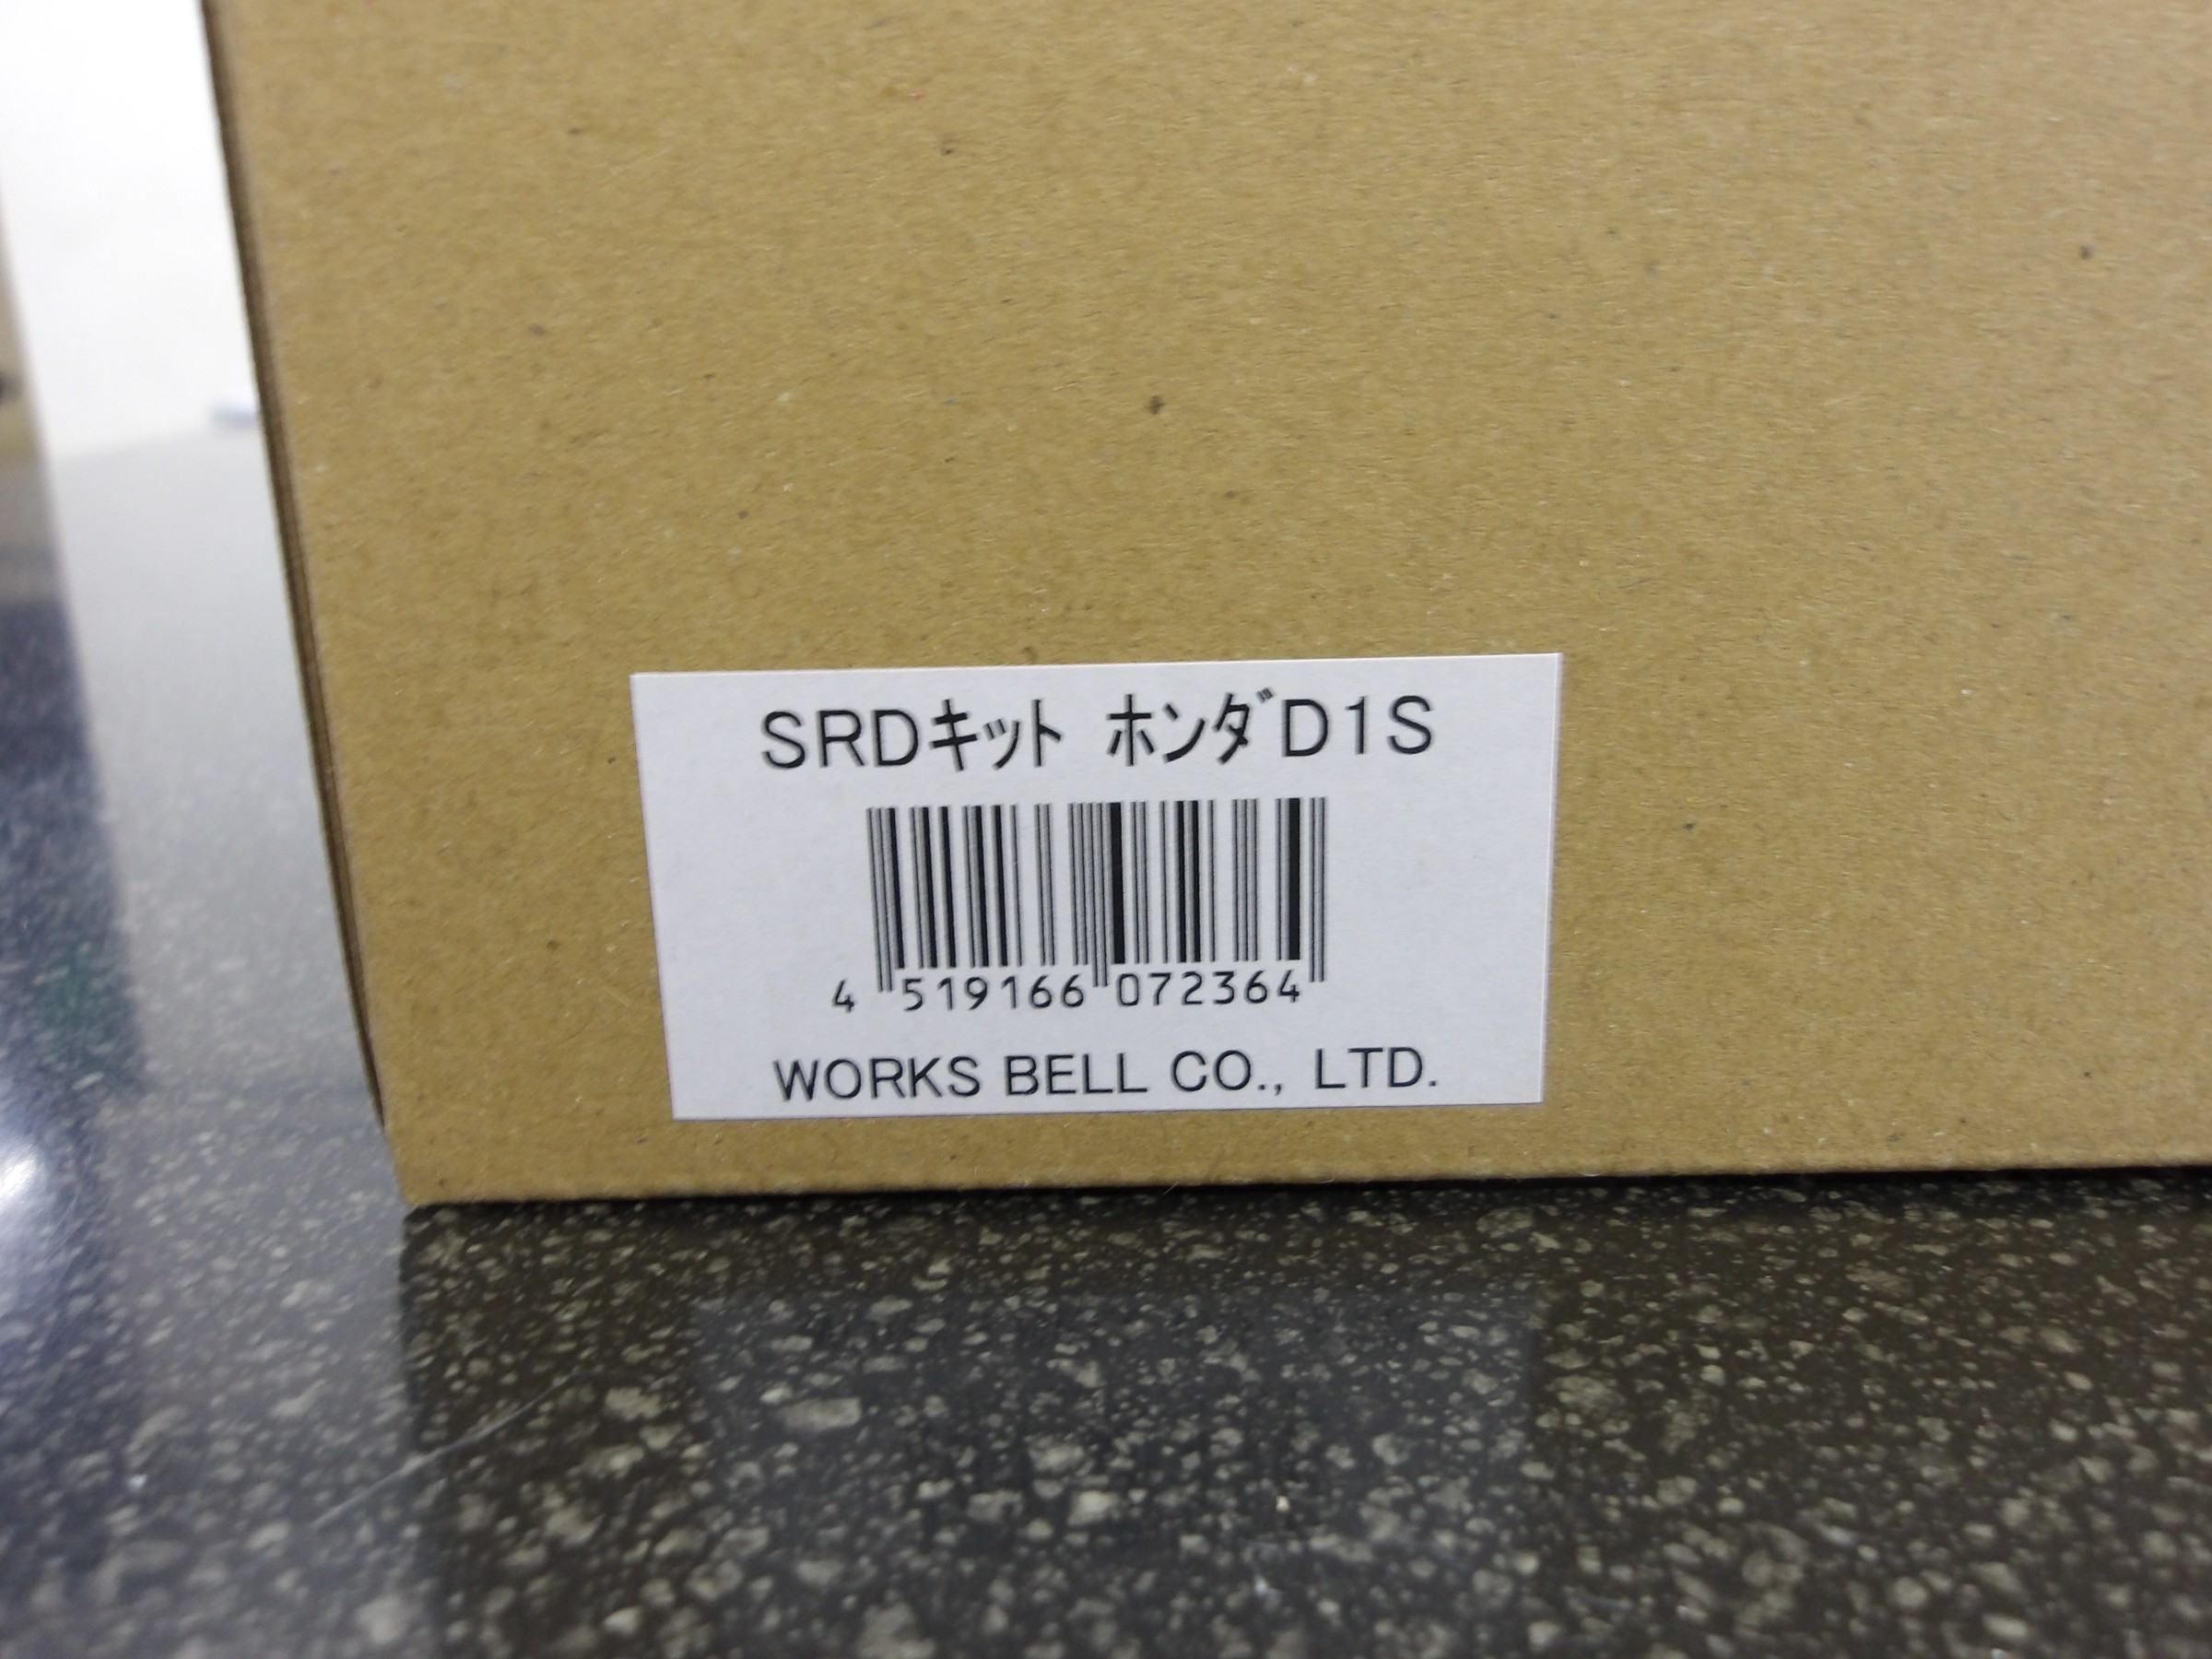 SRDｷｯﾄ ﾎﾝﾀﾞD1S
4 519166 072364
WORKS BELL CO., LTD.